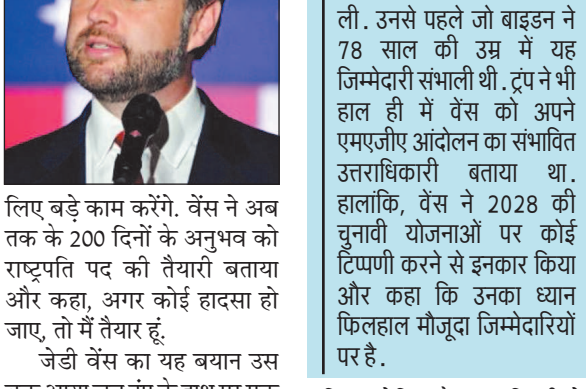 लिए बड़े काम करेंगे. वेंस ने अब
तक के 200 दिनों के अनुभव को
राष्ट्रपति पद की तैयारी बताया
और कहा, अगर कोई हादसा हो
जाए, तो मैं तैयार हूं.
जेडी वेंस का यह बयान उस
ली. उनसे पहले जो बाइडन ने
78 साल की उम्र में यह
जिम्मेदारी संभाली थी. ट्रंप ने भी
हाल ही में वेंस को अपने
एमएजीए आंदोलन का संभावित
उत्तराधिकारी बताया था.
हालांकि, वेंस ने 2028 की
चुनावी योजनाओं पर कोई
टिप्पणी करने से इनकार किया
और कहा कि उनका ध्यान
फिलहाल मौजूदा जिम्मेदारियों
पर है.